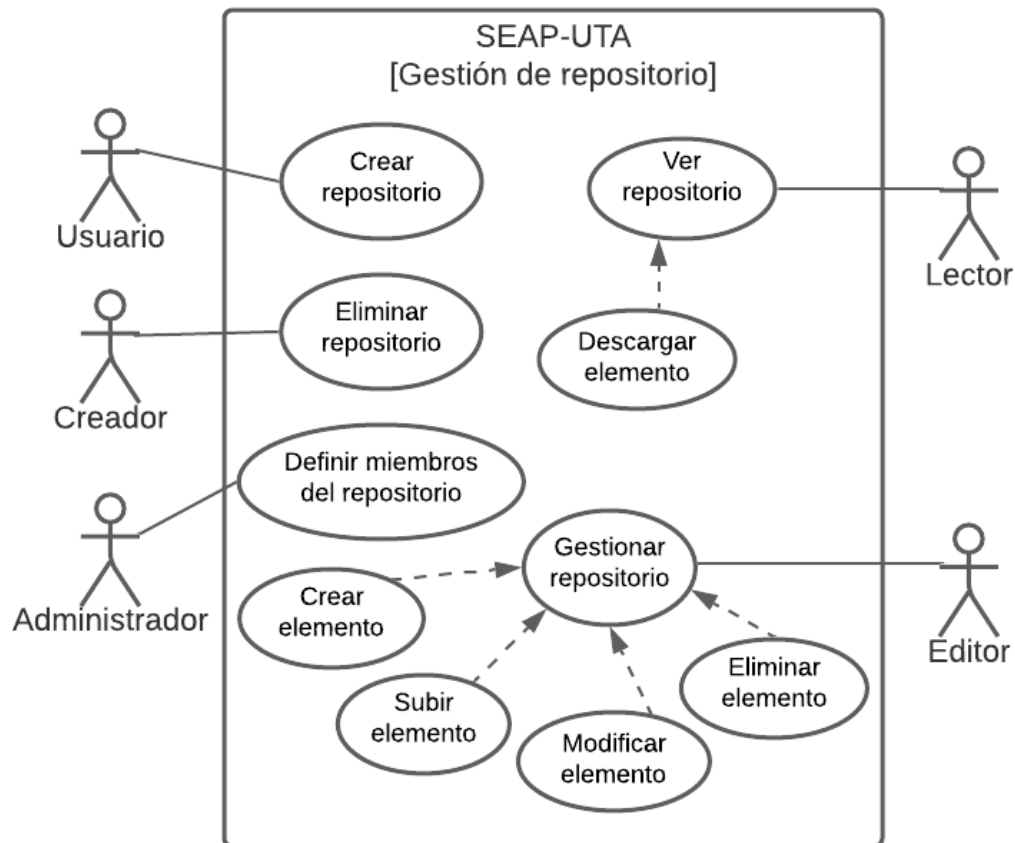 SEAP-UTA
[Gestión de repositorio]
Usuario
Crear
repositorio
Ver
repositorio
Lector
Creador
Eliminar
repositorio
Descargar
elemento
Administrador
Definir miembros
del repositorio
Gestionar
repositorio
Editor
Crear
elemento
Subir
elemento
Modificar
elemento
Eliminar
elemento